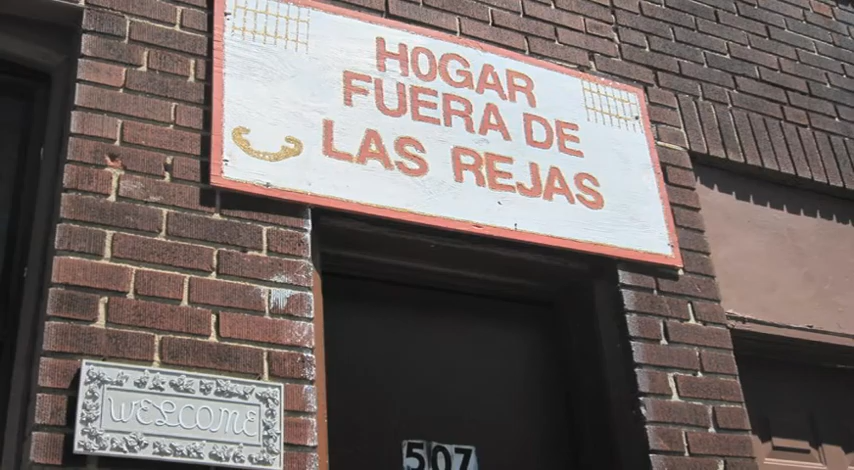 HOGAR
FUERA DE
LAS REJAS
WELCOME
507